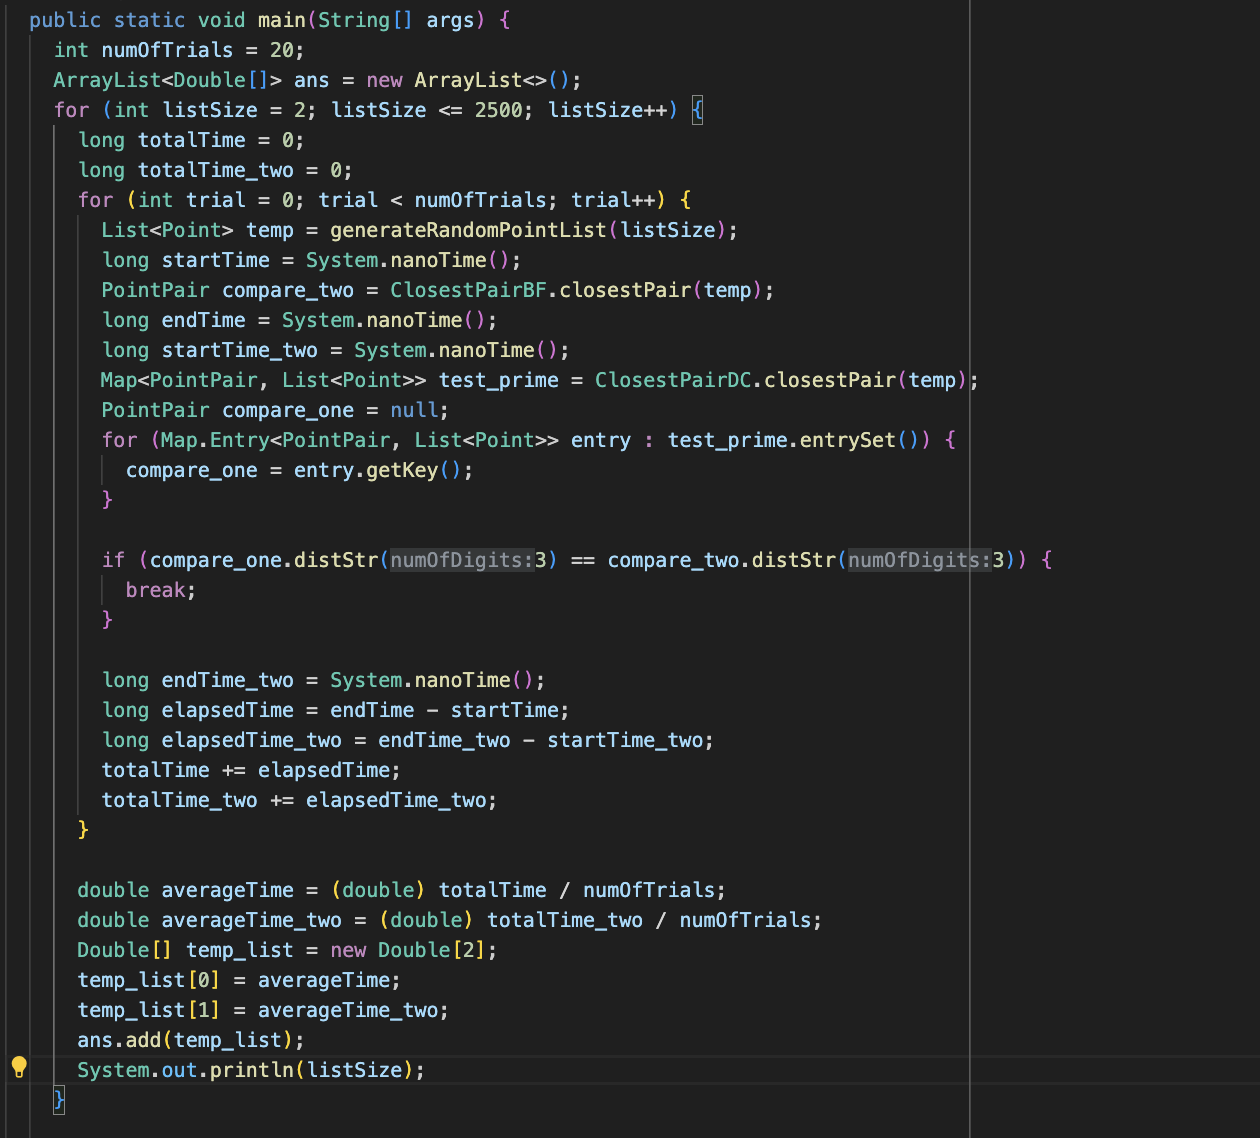 public static void main(String[] args) {
int numOfTrials = 20;
ArrayList<Double[]> ans = new ArrayList<>();
for (int listSize = 2; listSize <= 2500; listSize++) {
long totalTime = 0;
long totalTime_two = 0;
for (int trial = 0; trial < numOfTrials; trial++) {
List<Point> temp = generateRandomPointList(listSize);
long startTime = System.nanoTime();
PointPair compare_two = ClosestPairBF.closestPair(temp);
long endTime = System.nanoTime();
long startTime_two = System.nanoTime();
Map<PointPair, List<Point>> test_prime = ClosestPairDC.closestPair(temp);
PointPair compare_one = null;
for (Map.Entry<PointPair, List<Point>> entry : test_prime.entrySet()) {
compare_one = entry.getKey();
}
if (compare_one.distStr(numOfDigits:3) == compare_two.distStr(numOfDigits:3)) {
break;
}
long endTime_two = System.nanoTime();
long elapsedTime = endTime - startTime;
long elapsedTime_two = endTime_two - startTime_two;
totalTime += elapsedTime;
totalTime_two += elapsedTime_two;
}
double averageTime = (double) totalTime / numOfTrials;
double averageTime_two = (double) totalTime_two / numOfTrials;
Double[] temp_list = new Double[2];
temp_list[0] = averageTime;
temp_list[1] = averageTime_two;
ans.add(temp_list);
System.out.println(listSize);
}